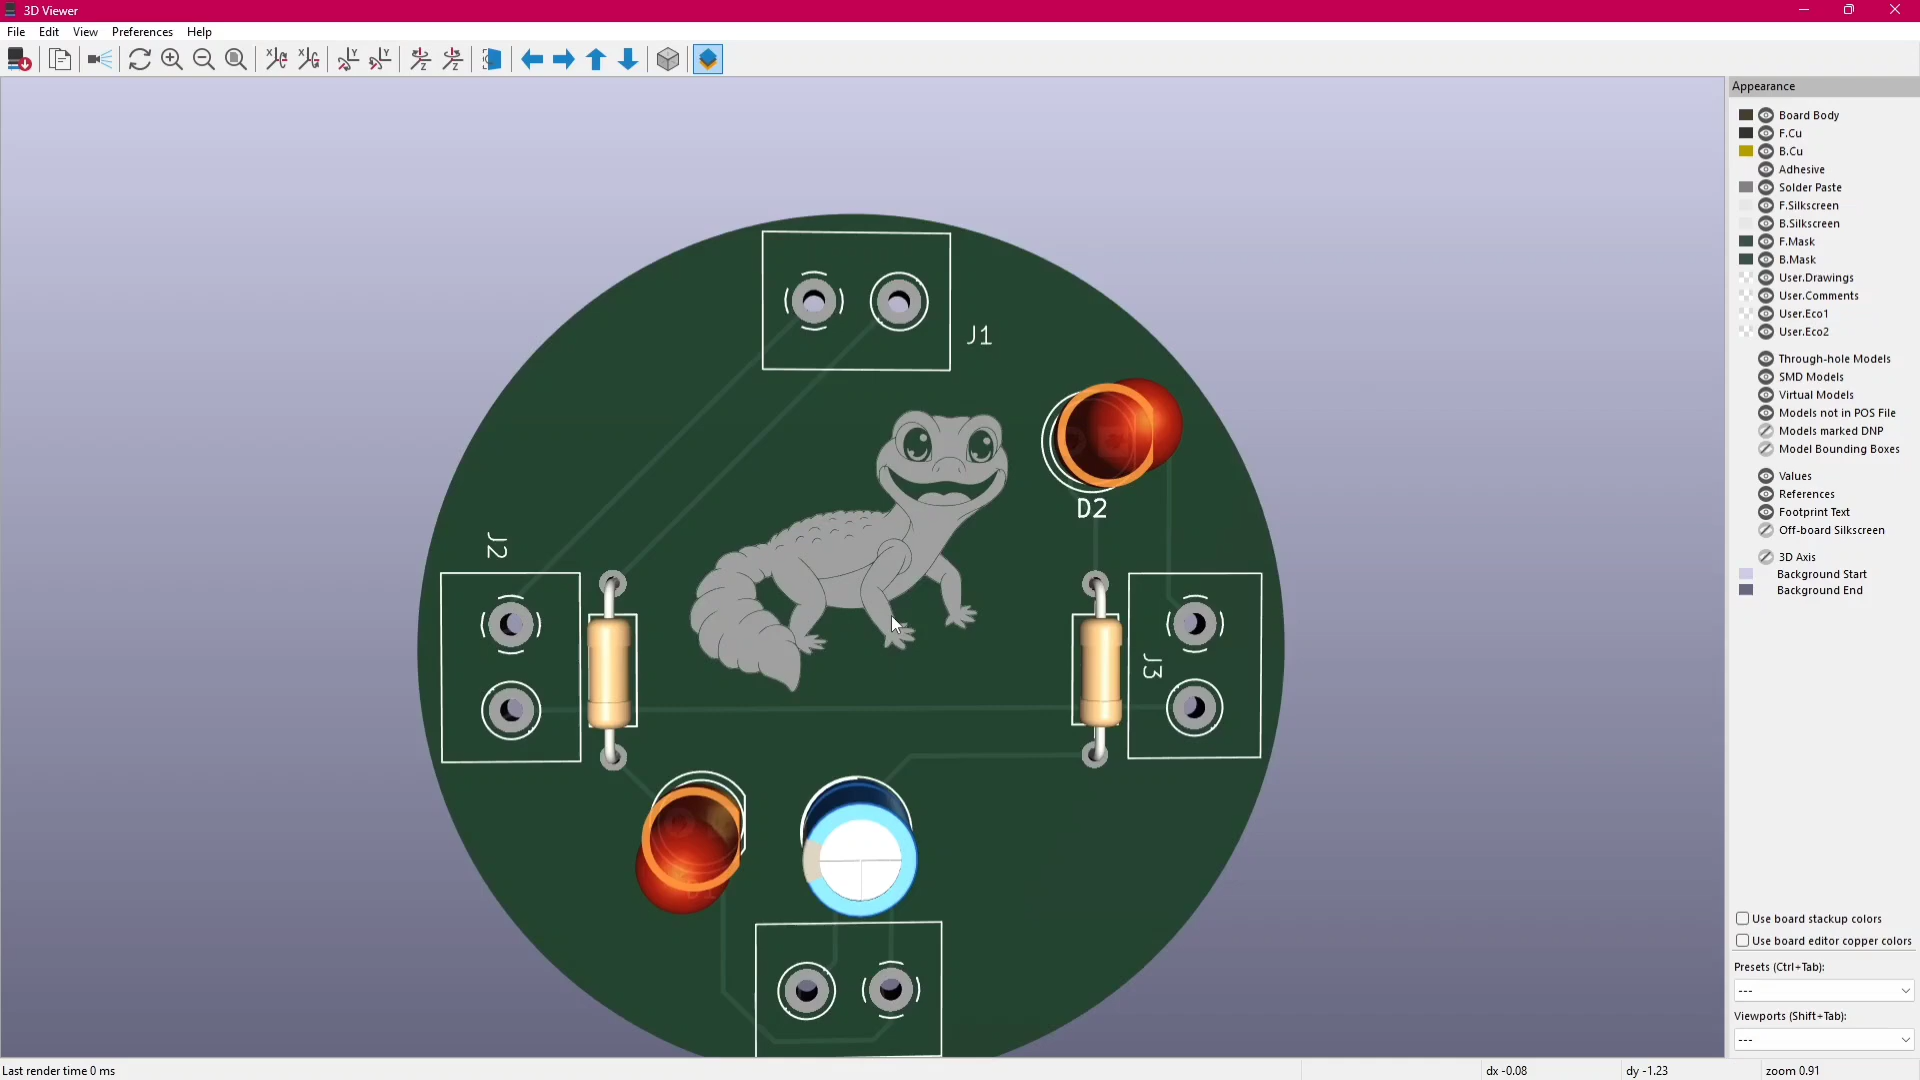 3D Viewer
File Edit View Preferences Help
Appearance
Board Body
F.Cu
B.Cu
Adhesive
Solder Paste
F.Silkscreen
B.Silkscreen
F.Mask
B.Mask
User.Drawings
User.Comments
User.Eco1
User.Eco2
Through-hole Models
SMD Models
Virtual Models
Models not in POS File
Models marked DNP
Model Bounding Boxes
Values
References
Footprint Text
Off-board Silkscreen
3D Axis
Background Start
Background End
Use board stackup colors
Use board editor copper colors
Presets (Ctrl+Tab):
---
Viewports (Shift+Tab):
---
J1
D2
J2
J3
D1
Last render time 0 ms
dx -0.08
dy -1.23
zoom 0.91